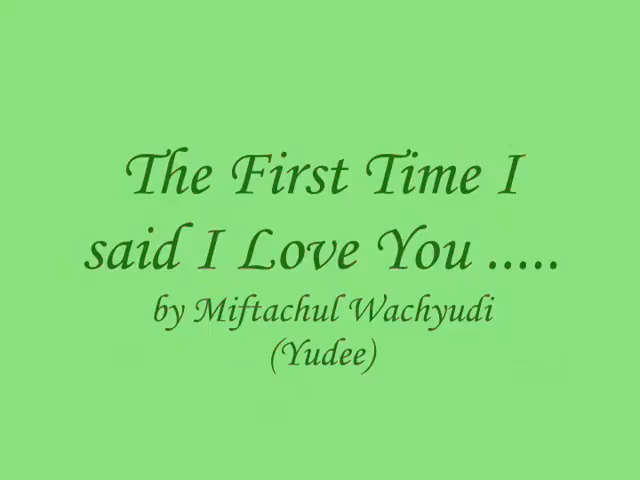 The First Time I
said I Love You .....
by Miftachul Wachyudi
(Yudee)